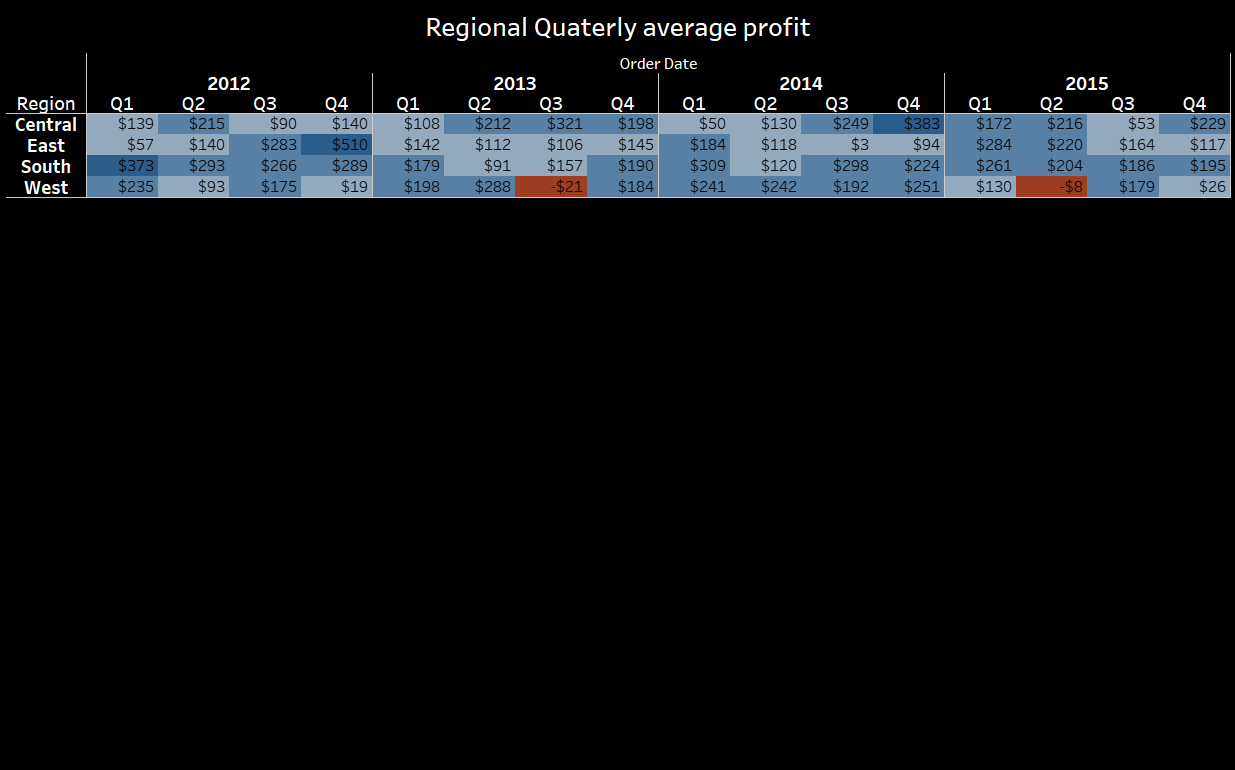 Regional Quaterly average profit
Order Date
2012 2013 2014 2015
Region Q1 Q2 Q3 Q4 Q1 Q2 Q3 Q4 Q1 Q2 Q3 Q4 Q1 Q2 Q3 Q4
Central $139 $215 $90 $140 $108 $212 $321 $198 $50 $130 $249 $383 $172 $216 $53 $229
East $57 $140 $283 $510 $142 $112 $106 $145 $184 $118 $3 $94 $284 $220 $164 $117
South $373 $293 $266 $289 $179 $91 $157 $190 $309 $120 $298 $224 $261 $204 $186 $195
West $235 $93 $175 $19 $198 $288 -$21 $184 $241 $242 $192 $251 $130 -$8 $179 $26